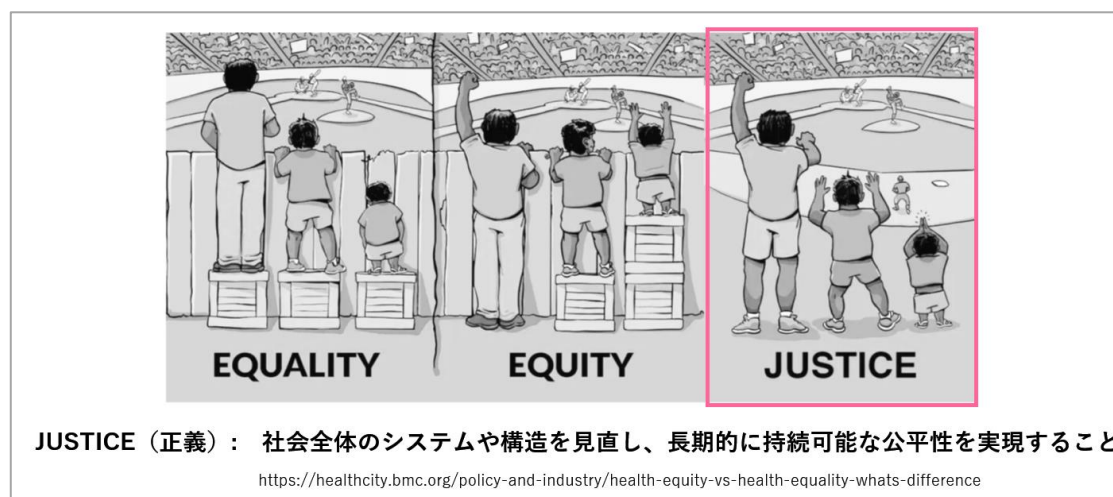 EQUALITY EQUITY JUSTICE
JUSTICE（正義）: 社会全体のシステムや構造を見直し、長期的に持続可能な公平性を実現すること
https://healthcity.bmc.org/policy-and-industry/health-equity-vs-health-equality-whats-difference